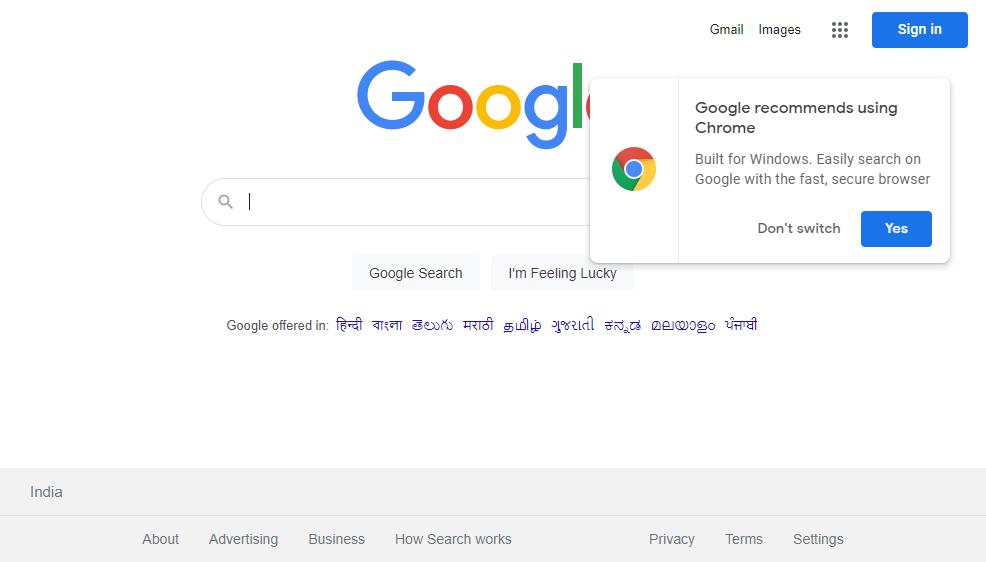 Gmail Images Sign in
Google
Google recommends using
Chrome
Built for Windows. Easily search on
Google with the fast, secure browser
Don't switch Yes
Google Search I'm Feeling Lucky
Google offered in: हिन्दी বাংলা తెలుగు मराठी தமிழ் ગુજરાતી ಕನ್ನಡ മലയാളം ਪੰਜਾਬੀ
India
About Advertising Business How Search works Privacy Terms Settings